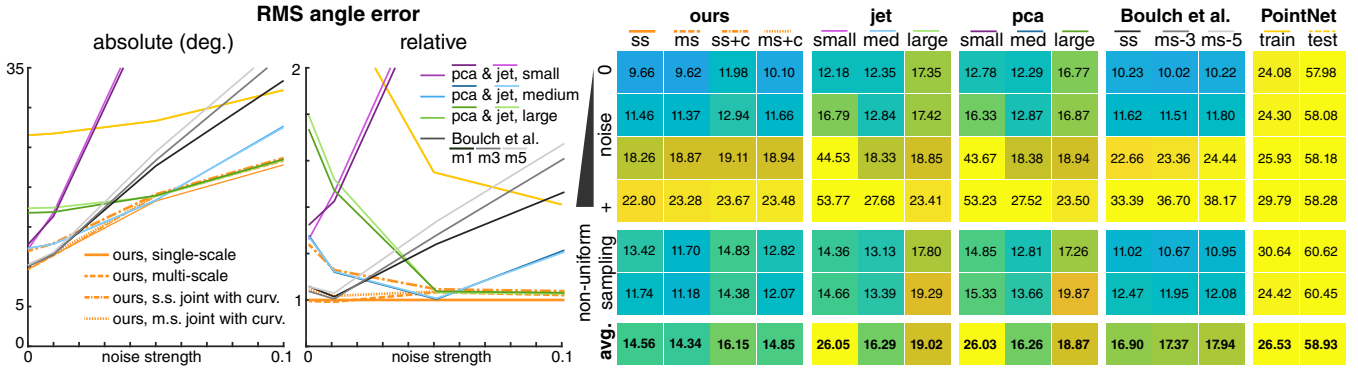 RMS angle error
absolute (deg.)
relative
35
5
0
0
noise strength
0.1
ours, single-scale
ours, multi-scale
ours, s.s. joint with curv.
ours, m.s. joint with curv.
2
1
0
0
noise strength
0.1
pca & jet, small
pca & jet, medium
pca & jet, large
Boulch et al.
m1 m3 m5
ours jet pca Boulch et al. PointNet
ss ms ss+c ms+c small med large small med large ss ms-3 ms-5 train test
0
noise
+
non-uniform
sampling
avg.
9.66 9.62 11.98 10.10 12.18 12.35 17.35 12.78 12.29 16.77 10.23 10.02 10.22 24.08 57.98
11.46 11.37 12.94 11.66 16.79 12.84 17.42 16.33 12.87 16.87 11.62 11.51 11.80 24.30 58.08
18.26 18.87 19.11 18.94 44.53 18.33 18.85 43.67 18.38 18.94 22.66 23.36 24.44 25.93 58.18
22.80 23.28 23.67 23.48 53.77 27.68 23.41 53.23 27.52 23.50 33.39 36.70 38.17 29.79 58.28
13.42 11.70 14.83 12.82 14.36 13.13 17.80 14.85 12.81 17.26 11.02 10.67 10.95 30.64 60.62
11.74 11.18 14.38 12.07 14.66 13.39 19.29 15.33 13.66 19.87 12.47 11.95 12.08 24.42 60.45
14.56 14.34 16.15 14.85 26.05 16.29 19.02 26.03 16.26 18.87 16.90 17.37 17.94 26.53 58.93